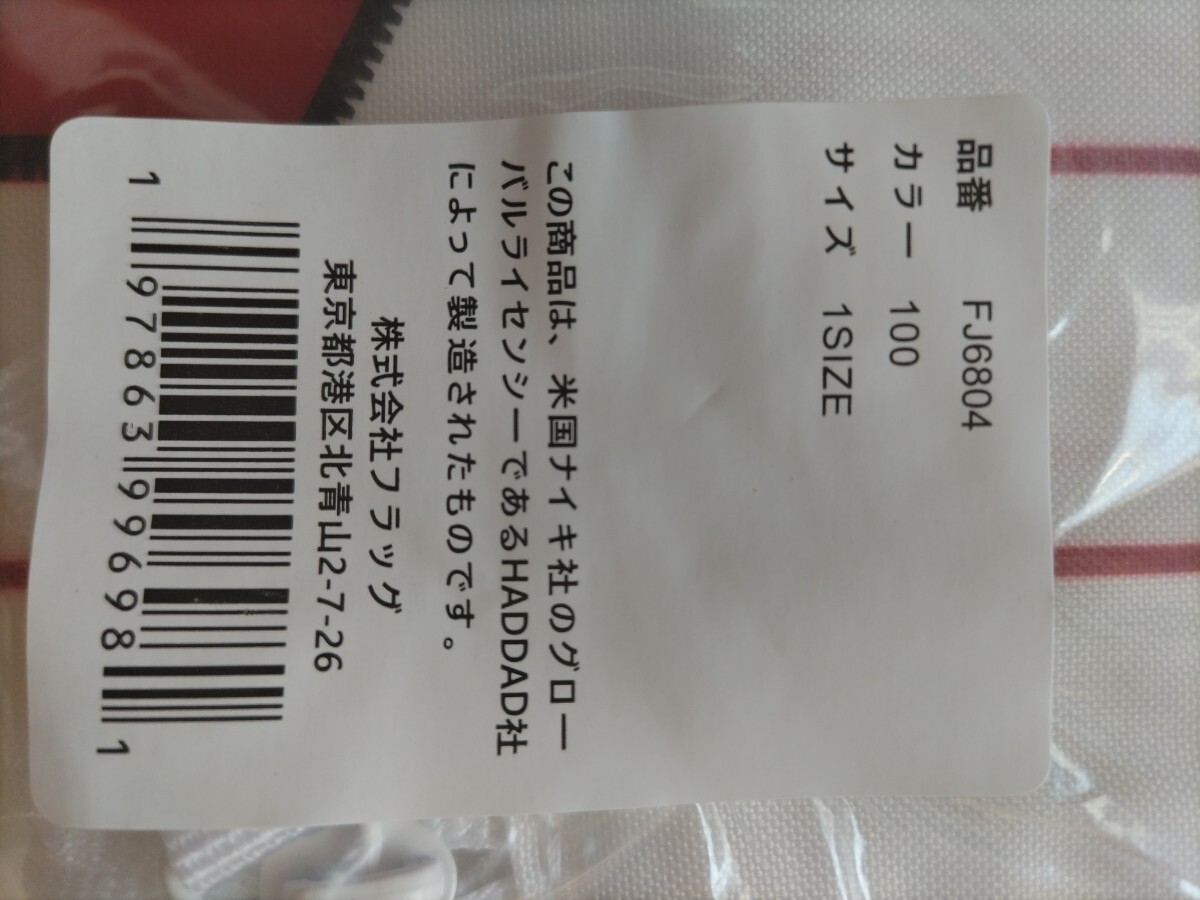 品番 FJ6804
カラー 100
サイズ 1SIZE
この商品は、米国ナイキ社のグロー
バルライセンシーであるHADDAD社
によって製造されたものです。
株式会社フラッグ
東京都港区北青山2-7-26
1 97863 99698 1